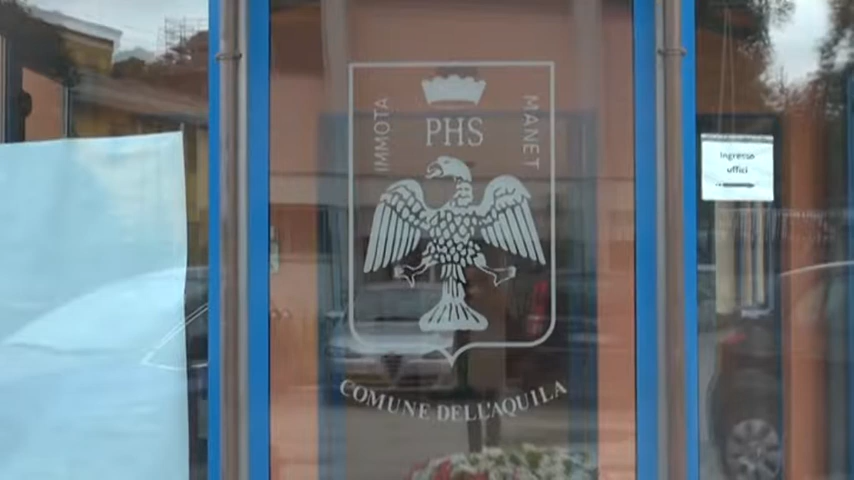 IMMOTA
PHS
MANET
COMUNE DELL'AQUILA
Ingresso
uffici